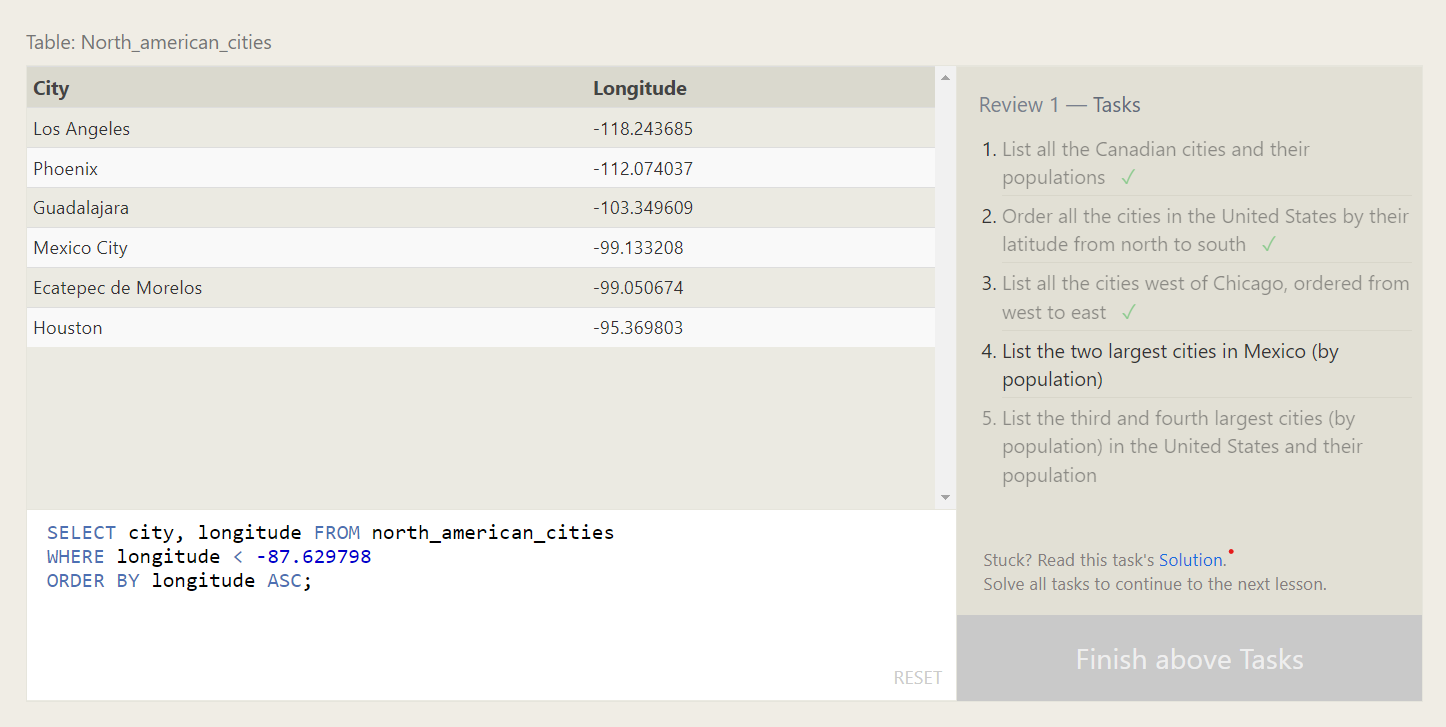 Table: North_american_cities
City Longitude
Los Angeles -118.243685
Phoenix -112.074037
Guadalajara -103.349609
Mexico City -99.133208
Ecatepec de Morelos -99.050674
Houston -95.369803
SELECT city, longitude FROM north_american_cities
WHERE longitude < -87.629798
ORDER BY longitude ASC;
RESET
Review 1 — Tasks
1. List all the Canadian cities and their
populations ✓
2. Order all the cities in the United States by their
latitude from north to south ✓
3. List all the cities west of Chicago, ordered from
west to east ✓
4. List the two largest cities in Mexico (by
population)
5. List the third and fourth largest cities (by
population) in the United States and their
population
Stuck? Read this task's Solution.
Solve all tasks to continue to the next lesson.
Finish above Tasks